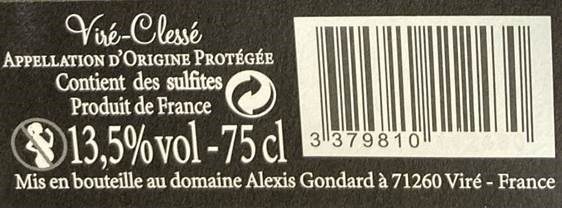 Viré-Clessé
APPELLATION D'ORIGINE PROTÉGÉE
Contient des sulfites
Produit de France
13,5%vol - 75 cl
3 379810
Mis en bouteille au domaine Alexis Gondard à 71260 Viré - France